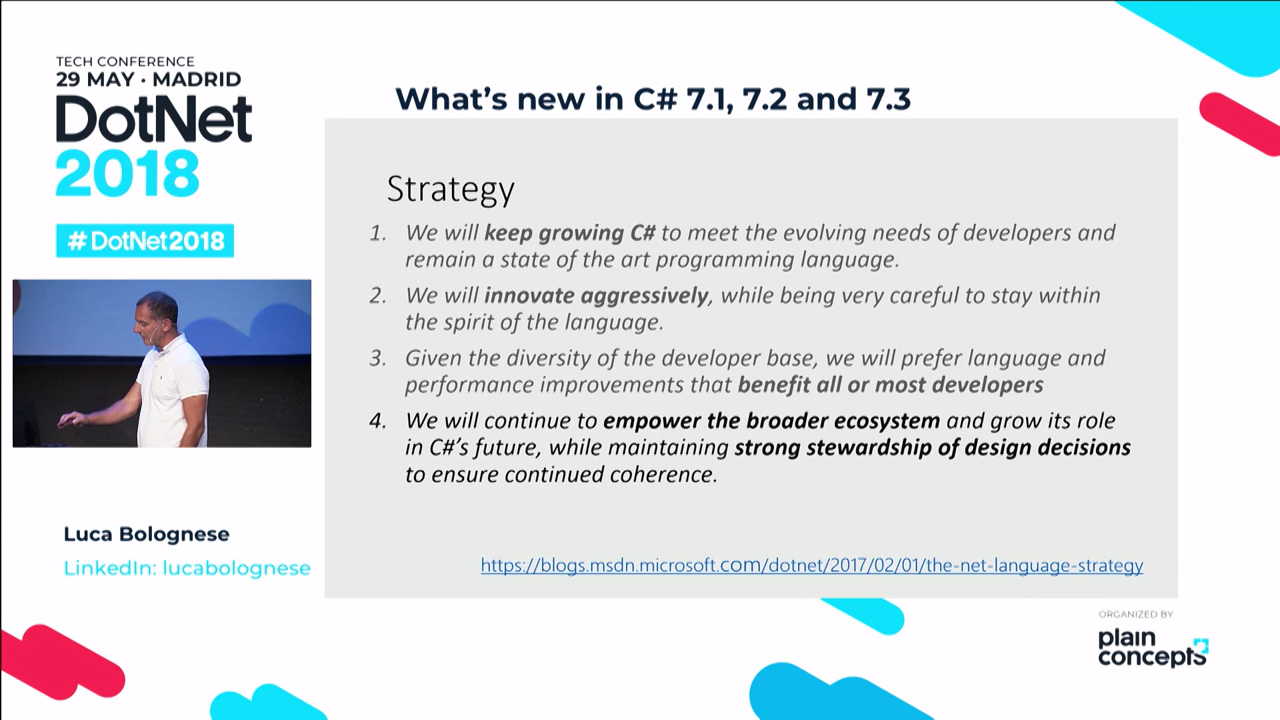 TECH CONFERENCE
29 MAY · MADRID
DotNet
2018
#DotNet2018
Luca Bolognese
LinkedIn: lucabolognese
What's new in C# 7.1, 7.2 and 7.3
Strategy
1. We will keep growing C# to meet the evolving needs of developers and
remain a state of the art programming language.
2. We will innovate aggressively, while being very careful to stay within
the spirit of the language.
3. Given the diversity of the developer base, we will prefer language and
performance improvements that benefit all or most developers
4. We will continue to empower the broader ecosystem and grow its role
in C#'s future, while maintaining strong stewardship of design decisions
to ensure continued coherence.
https://blogs.msdn.microsoft.com/dotnet/2017/02/01/the-net-language-strategy
ORGANIZED BY
plain
concepts